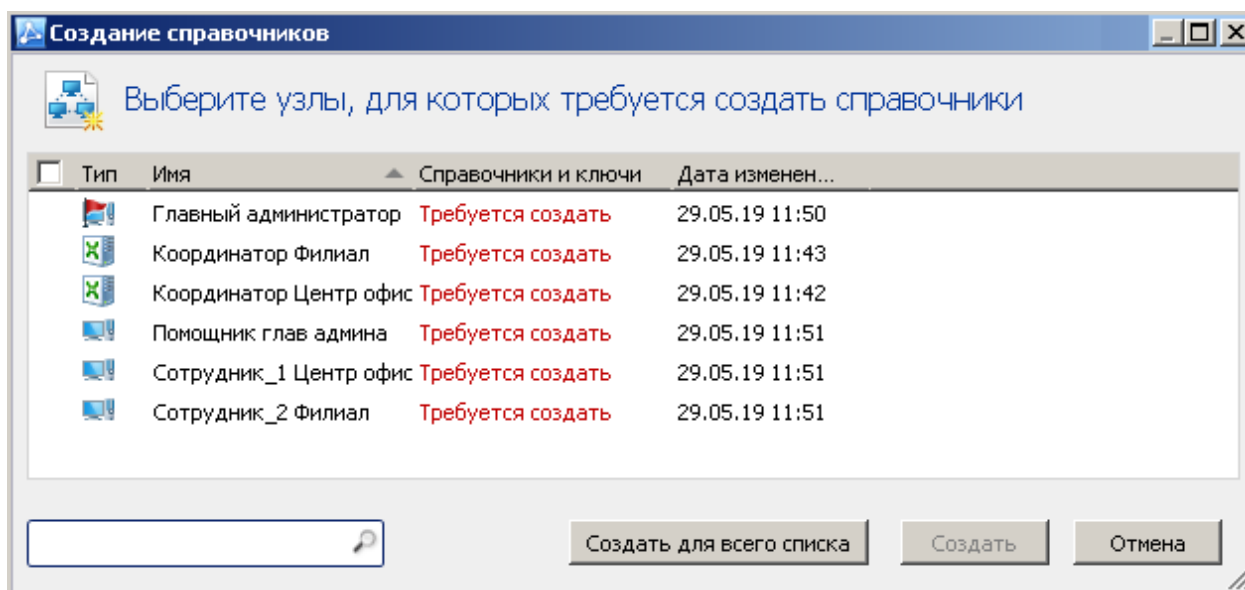 Создание справочников
Выберите узлы, для которых требуется создать справочники
Тип Имя Справочники и ключи Дата изменен...
Главный администратор Требуется создать 29.05.19 11:50
Координатор Филиал Требуется создать 29.05.19 11:43
Координатор Центр офис Требуется создать 29.05.19 11:42
Помощник глав админа Требуется создать 29.05.19 11:51
Сотрудник_1 Центр офис Требуется создать 29.05.19 11:51
Сотрудник_2 Филиал Требуется создать 29.05.19 11:51
Создать для всего списка Создать Отмена